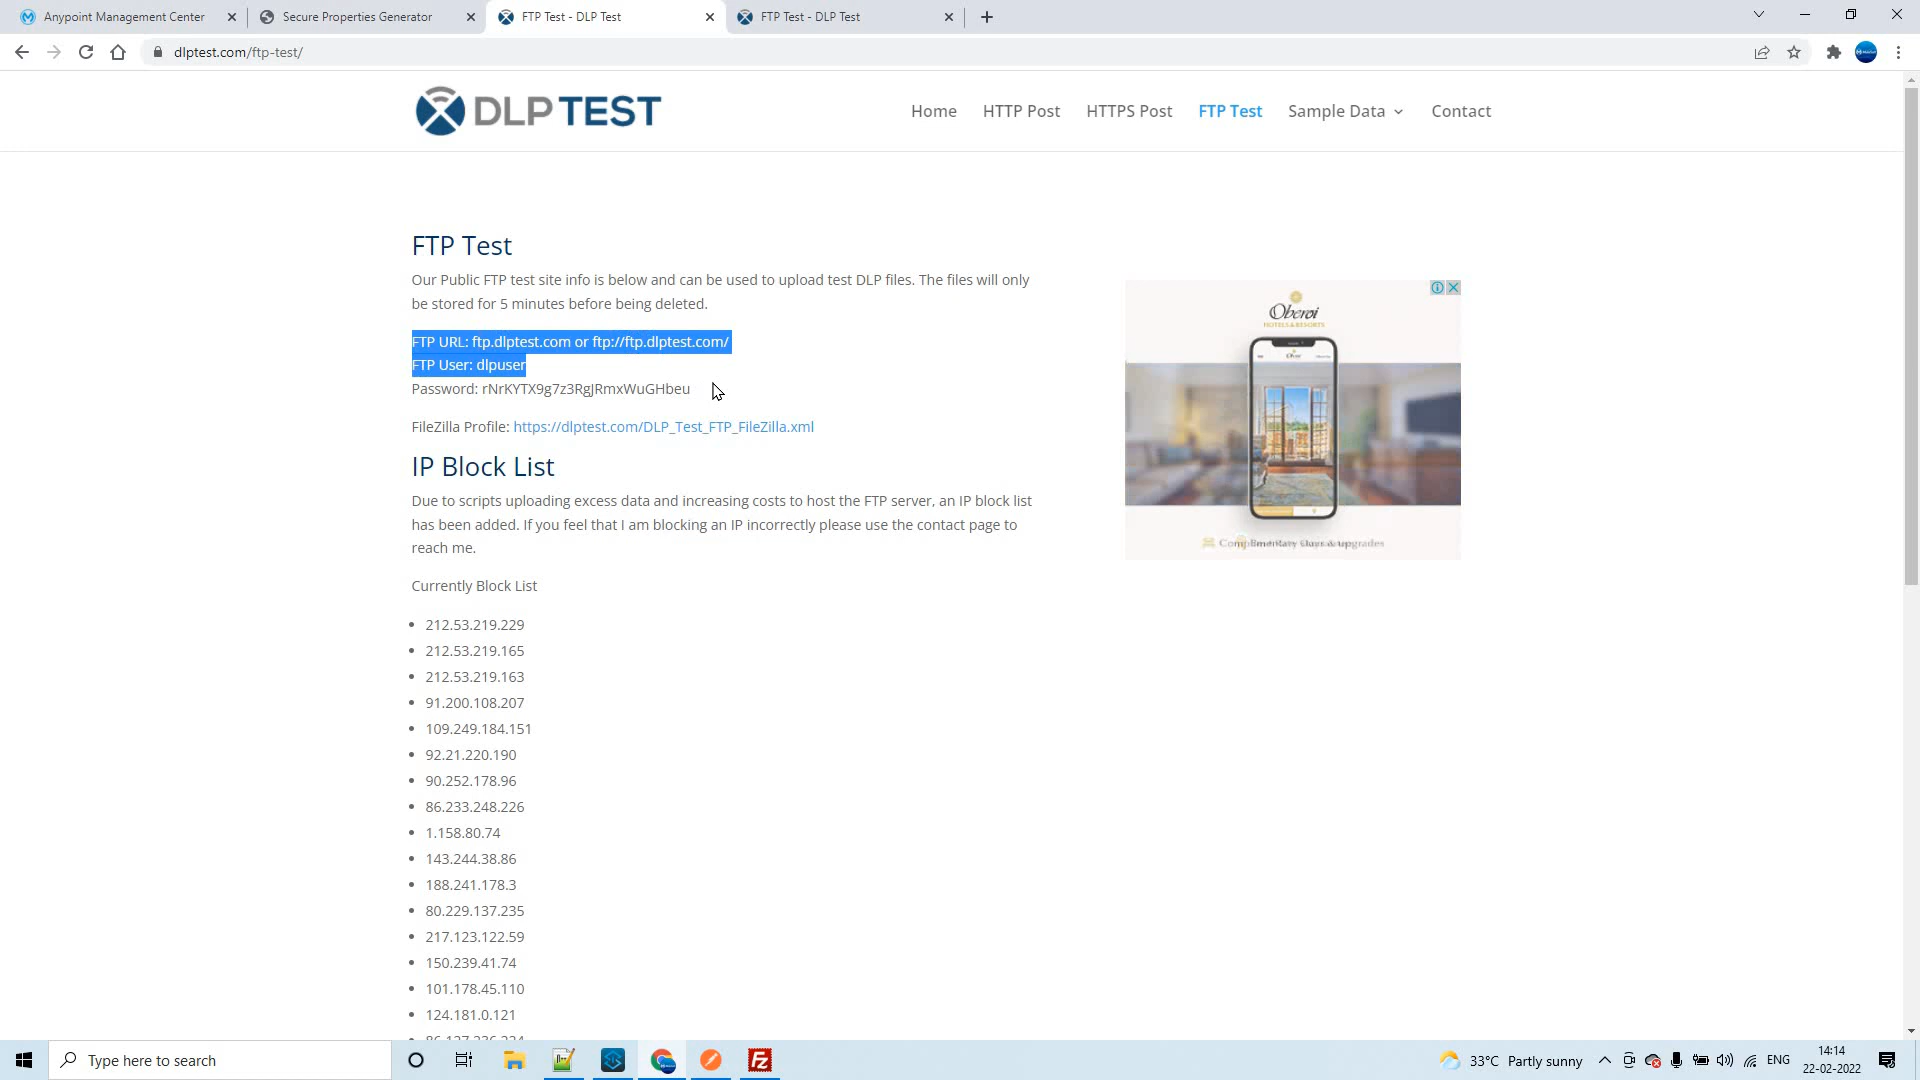 Anypoint Management Center
Secure Properties Generator
FTP Test - DLP Test
FTP Test - DLP Test
dlptest.com/ftp-test/
DLPTEST
Home
HTTP Post
HTTPS Post
FTP Test
Sample Data
Contact
FTP Test
Our Public FTP test site info is below and can be used to upload test DLP files. The files will only
be stored for 5 minutes before being deleted.
FTP URL: ftp.dlptest.com or ftp://ftp.dlptest.com/
FTP User: dlpuser
Password: rNrKYTX9g7z3RgJRmxWuGHbeu
FileZilla Profile: https://dlptest.com/DLP_Test_FTP_FileZilla.xml
Oberoi
HOTELS & RESORTS
IP Block List
Due to scripts uploading excess data and increasing costs to host the FTP server, an IP block list
has been added. If you feel that I am blocking an IP incorrectly please use the contact page to
reach me.
Currently Block List
212.53.219.229
212.53.219.165
212.53.219.163
91.200.108.207
109.249.184.151
92.21.220.190
90.252.178.96
86.233.248.226
1.158.80.74
143.244.38.86
188.241.178.3
80.229.137.235
217.123.122.59
150.239.41.74
101.178.45.110
124.181.0.121
Type here to search
33°C Partly sunny
ENG
14:14
22-02-2022